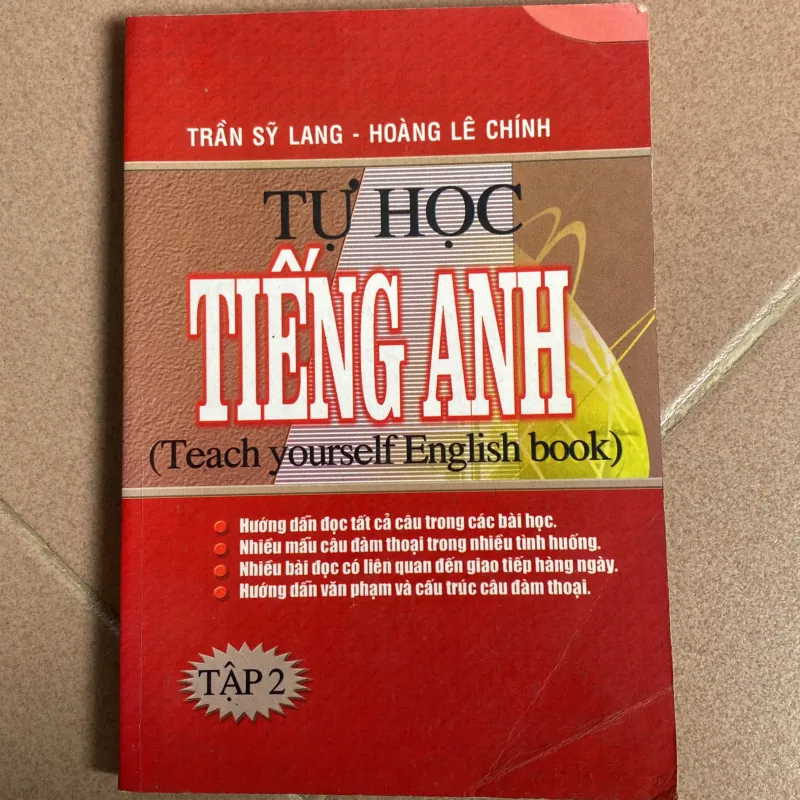 TRẦN SỸ LANG - HOÀNG LÊ CHÍNH
TỰ HỌC
TIẾNG ANH
(Teach yourself English book)
Hướng dẫn đọc tất cả câu trong các bài học.
Nhiều mẫu câu đàm thoại trong nhiều tình huống.
Nhiều bài đọc có liên quan đến giao tiếp hàng ngày.
Hướng dẫn văn phạm và cấu trúc câu đàm thoại.
TẬP 2